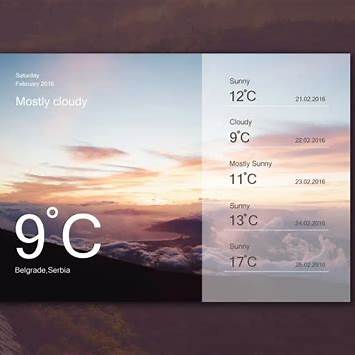 Saturday
February 2016
Mostly cloudy
9°C
Belgrade,Serbia
Sunny
12°C
21.02.2016
Cloudy
9°C
22.02.2016
Mostly Sunny
11°C
23.02.2016
Sunny
13°C
24.02.2016
Sunny
17°C
25.02.2016